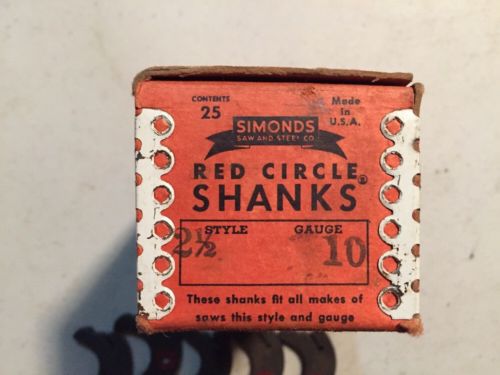 CONTENTS
25
Made
in
U.S.A.
SIMONDS
SAW AND STEEL CO.
RED CIRCLE
SHANKS®
STYLE GAUGE
2½ 10
These shanks fit all makes of
saws this style and gauge